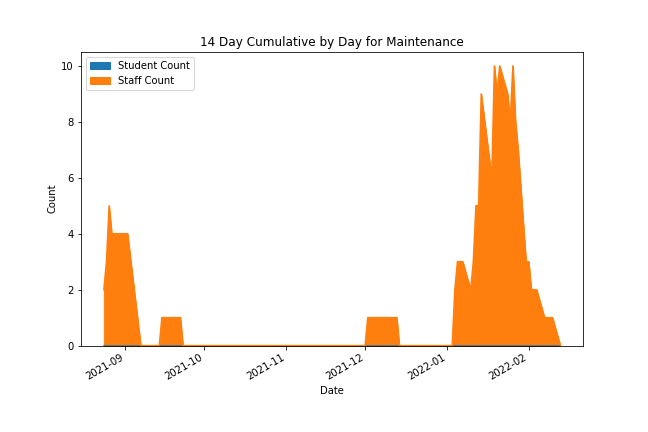 14 Day Cumulative by Day for Maintenance
Student Count
Staff Count
10
8
6
4
2
0
Count
2021-09
2021-10
2021-11
2021-12
2022-01
2022-02
Date